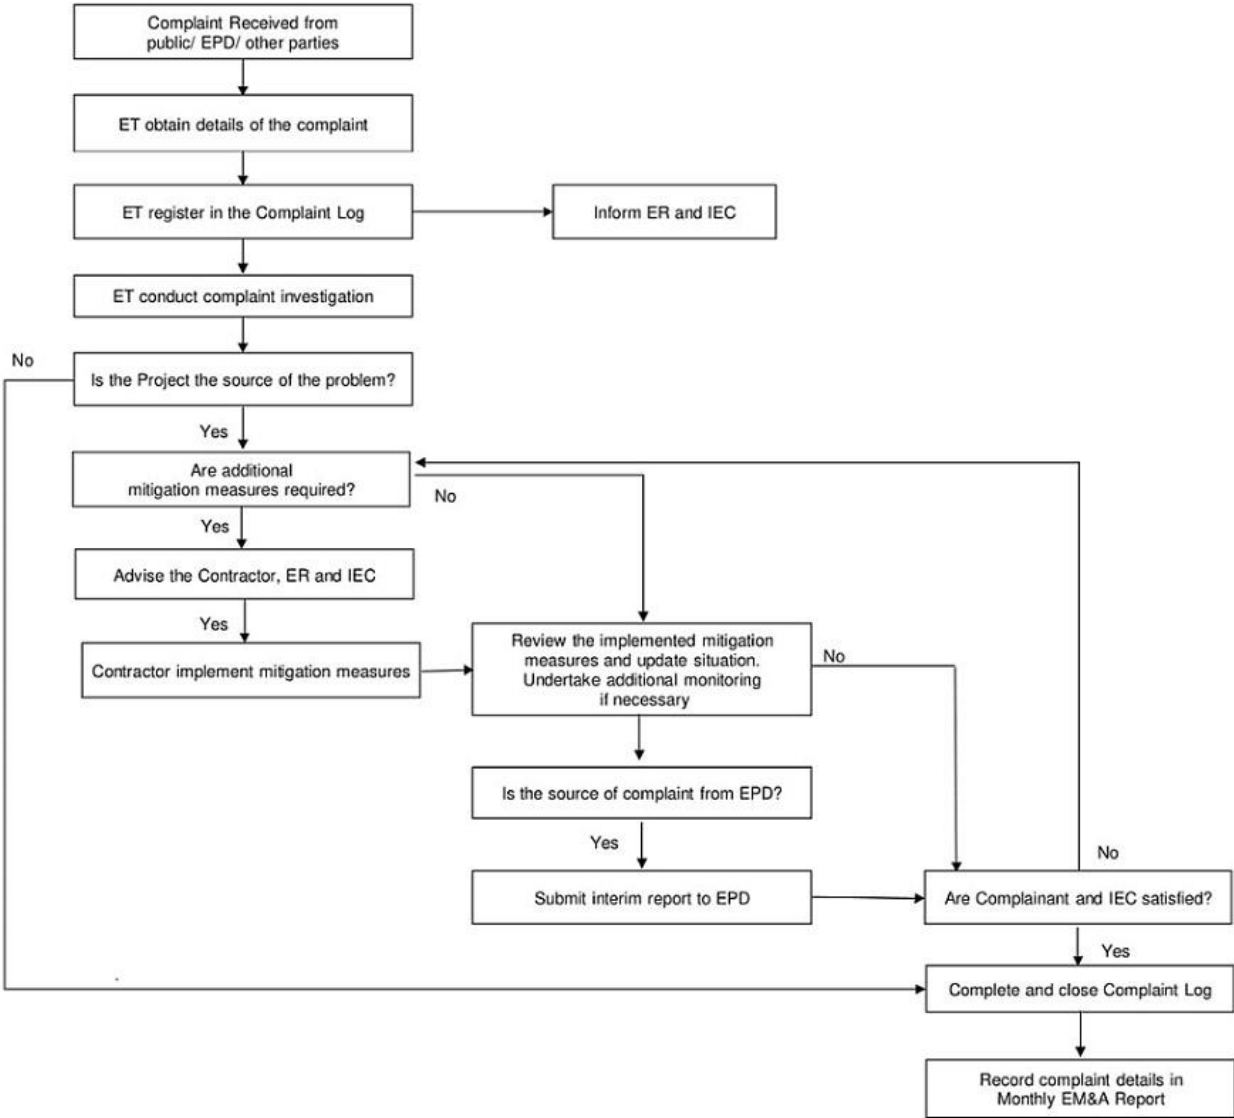 Complaint Received from
public/ EPD/ other parties
ET obtain details of the complaint
ET register in the Complaint Log
Inform ER and IEC
ET conduct complaint investigation
No
Is the Project the source of the problem?
Yes
Are additional
mitigation measures required?
No
Yes
Advise the Contractor, ER and IEC
Yes
Contractor implement mitigation measures
Review the implemented mitigation
measures and update situation.
Undertake additional monitoring
if necessary
No
Is the source of complaint from EPD?
Yes
Submit interim report to EPD
No
Are Complainant and IEC satisfied?
Yes
Complete and close Complaint Log
Record complaint details in
Monthly EM&A Report